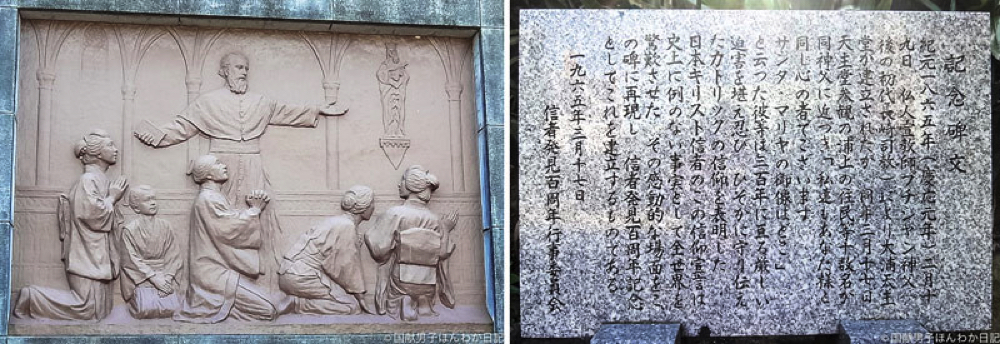 記念碑文
紀元一八六五年(慶応元年)二月十
九日、仏人宣教師プチジャン神父(
後の初代長崎司教)により大浦天主
堂が建立されたが、同年三月十七日、
天主堂参観の浦上の住民等十数名が
同神父に近づき「私達もあなた様と
同じ心の者でございます。
サンタ・マリヤの御像はどこ」
と云った彼等は三百年に亘る厳しい
迫害を堪え忍び、ひそかに守り伝え
たカトリックの信仰を表明した。
日本キリスト信者のこの信仰宣言は
史上に例のない事実として全世界を
驚歎させた。その感動的な場面をこ
の碑に再現し、信者発見百周年記念
としてこれを建立するものである。
一九六五年三月十七日
信者発見百周年行事委員会
©国献男子ほんわか日記
©国献男子ほんわか日記